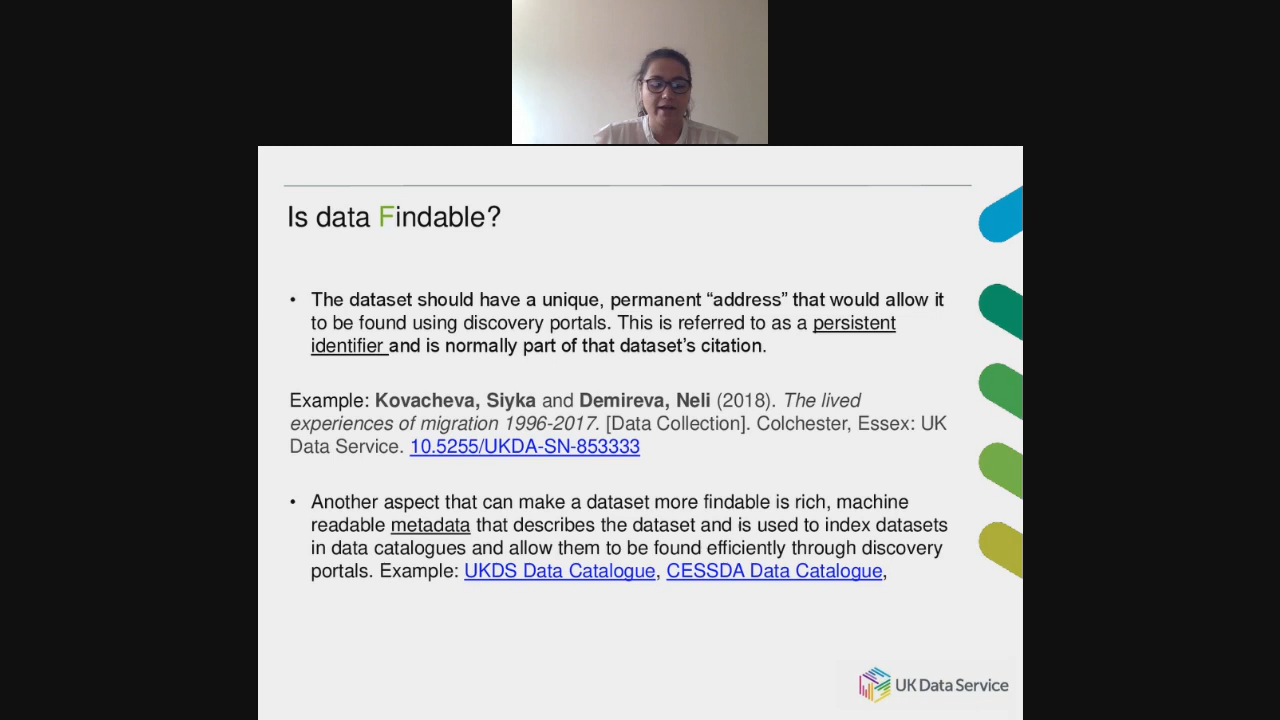 Is data Findable?
• The dataset should have a unique, permanent “address” that would allow it
to be found using discovery portals. This is referred to as a persistent
identifier and is normally part of that dataset’s citation.
Example: Kovacheva, Siyka and Demireva, Neli (2018). The lived
experiences of migration 1996-2017. [Data Collection]. Colchester, Essex: UK
Data Service. 10.5255/UKDA-SN-853333
• Another aspect that can make a dataset more findable is rich, machine
readable metadata that describes the dataset and is used to index datasets
in data catalogues and allow them to be found efficiently through discovery
portals. Example: UKDS Data Catalogue, CESSDA Data Catalogue,
UK Data Service